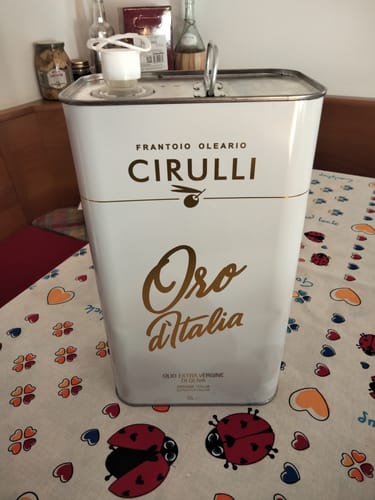 FRANTOIO OLEARIO
CIRULLI
Oro
d'Italia
OLIO EXTRA VERGINE
DI OLIVA